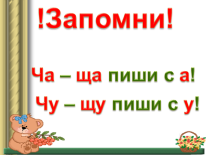 !Запомни!
Ча – ща пиши с а!
Чу – щу пиши с у!